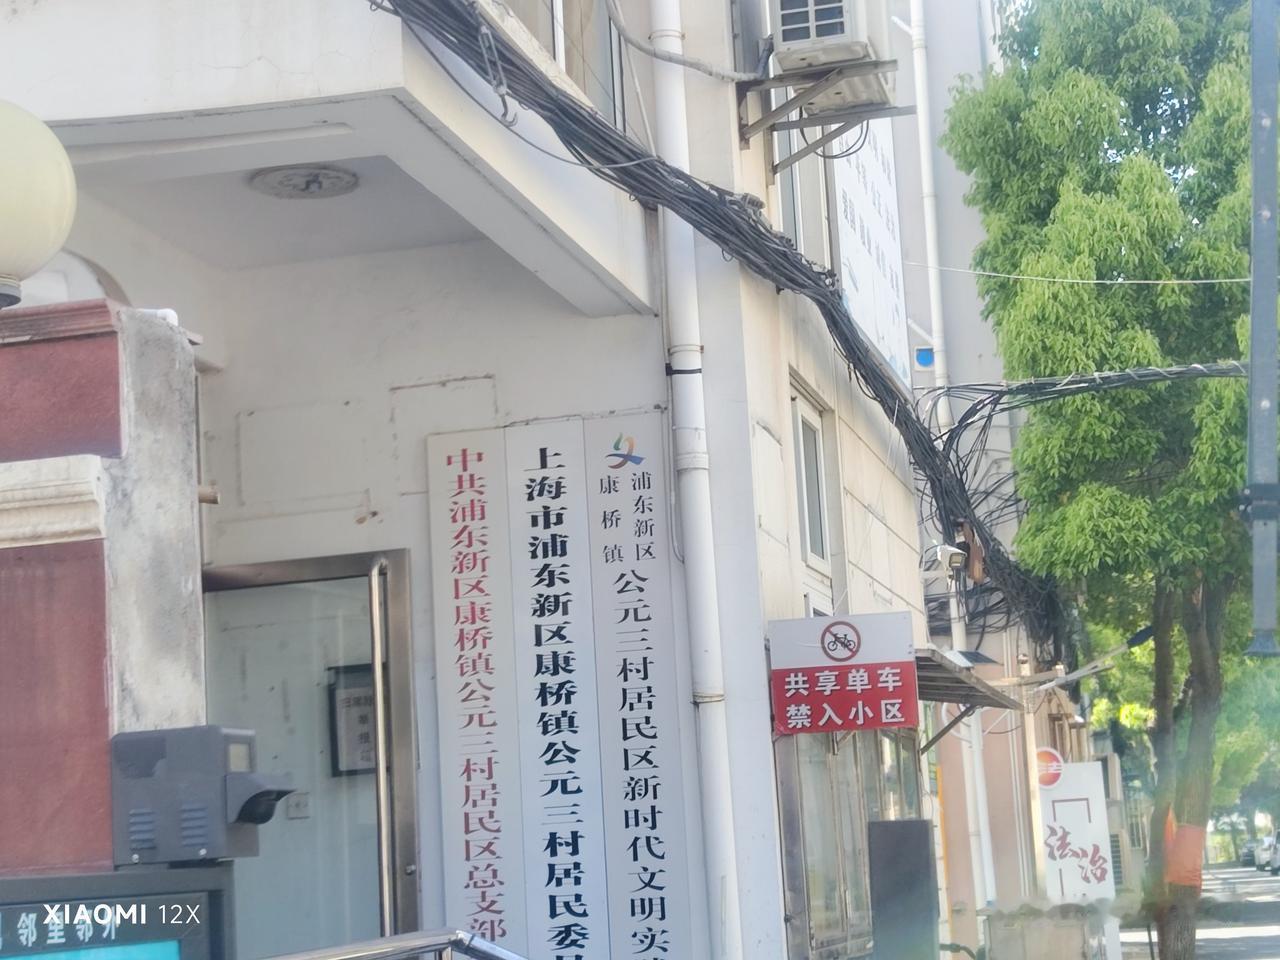 中共浦东新区康桥镇公元三村居民区总支部
上海市浦东新区康桥镇公元三村居民委
浦东新区
康桥镇
公元三村居民区新时代文明实
共享单车
禁入小区
法治
邻里邻外
XIAOMI 12X